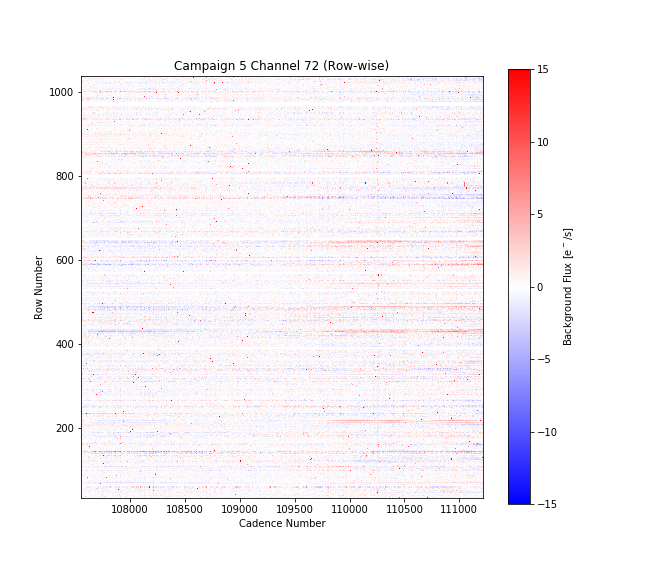 Campaign 5 Channel 72 (Row-wise)
1000
800
600
400
200
Row Number
108000 108500 109000 109500 110000 110500 111000
Cadence Number
15
10
5
0
−5
−10
−15
Background Flux [e⁻/s]